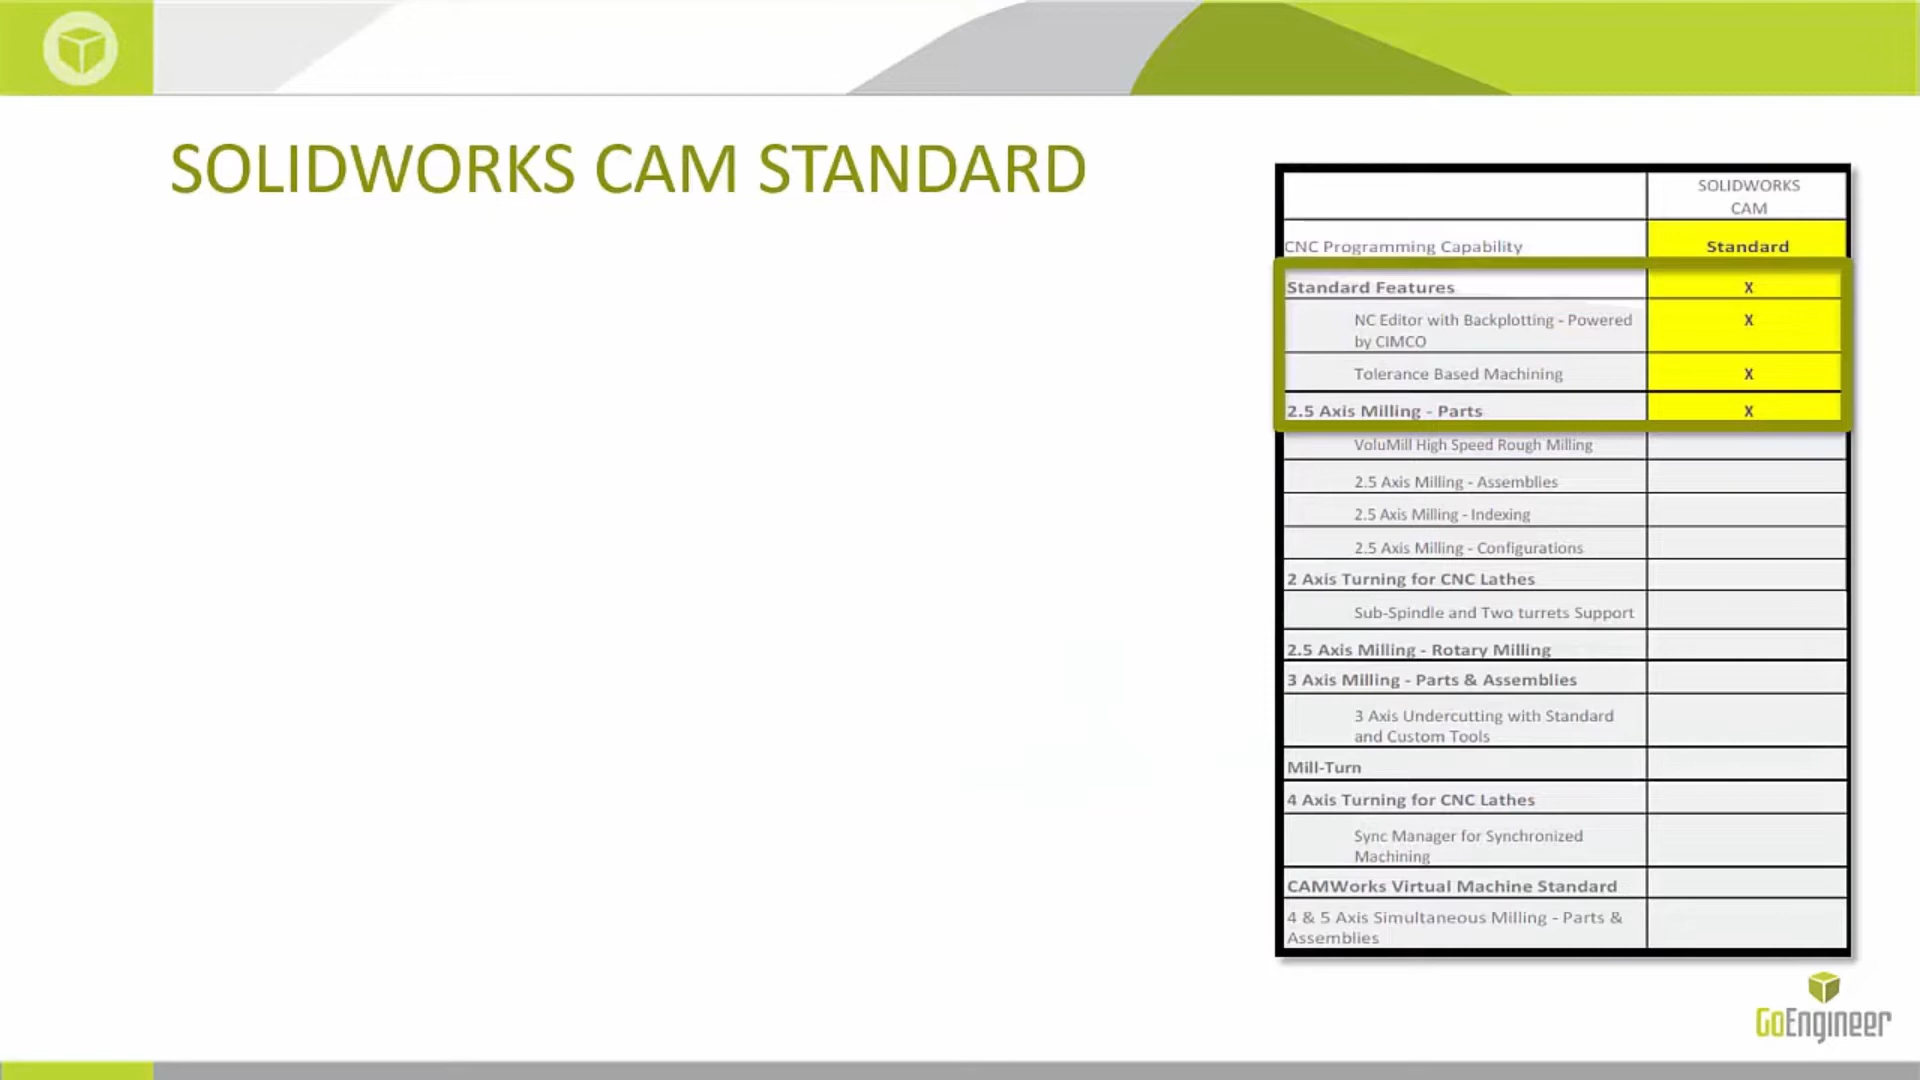 SOLIDWORKS CAM STANDARD
SOLIDWORKS
CAM
CNC Programming Capability Standard
Standard Features X
NC Editor with Backplotting - Powered X
by CIMCO
Tolerance Based Machining X
2.5 Axis Milling - Parts X
VoluMill High Speed Rough Milling
2.5 Axis Milling - Assemblies
2.5 Axis Milling - Indexing
2.5 Axis Milling - Configurations
2 Axis Turning for CNC Lathes
Sub-Spindle and Two turrets Support
2.5 Axis Milling - Rotary Milling
3 Axis Milling - Parts & Assemblies
3 Axis Undercutting with Standard
and Custom Tools
Mill-Turn
4 Axis Turning for CNC Lathes
Sync Manager for Synchronized
Machining
CAMWorks Virtual Machine Standard
4 & 5 Axis Simultaneous Milling - Parts &
Assemblies
GoEngineer